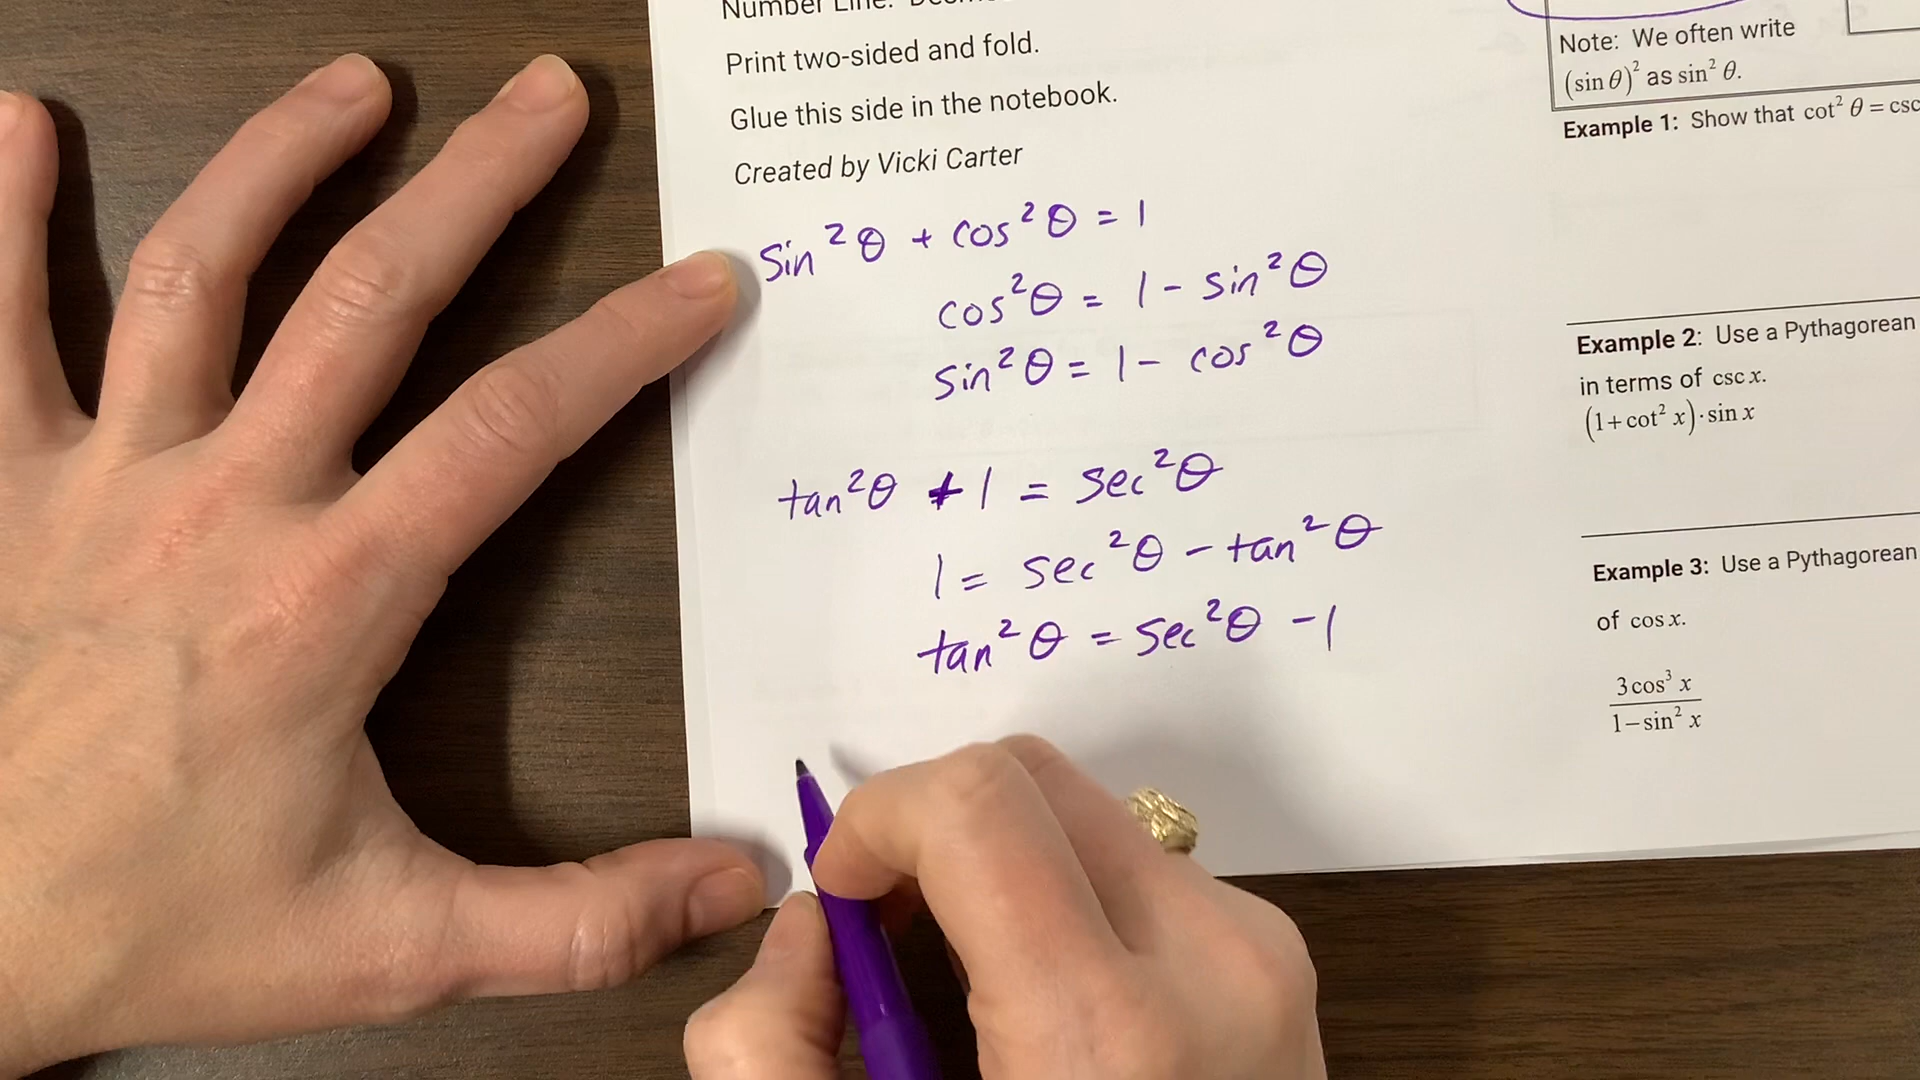 Number Line:
Print two-sided and fold.
Glue this side in the notebook.
Created by Vicki Carter
sin²θ + cos²θ = 1
cos²θ = 1 - sin²θ
sin²θ = 1 - cos²θ
tan²θ + 1 = sec²θ
1 = sec²θ - tan²θ
tan²θ = sec²θ - 1
Note: We often write
(sin θ)² as sin² θ.
Example 1: Show that cot² θ = csc
Example 2: Use a Pythagorean
in terms of csc x.
(1+cot² x)·sin x
Example 3: Use a Pythagorean
of cos x.
3cos³ x
1−sin² x